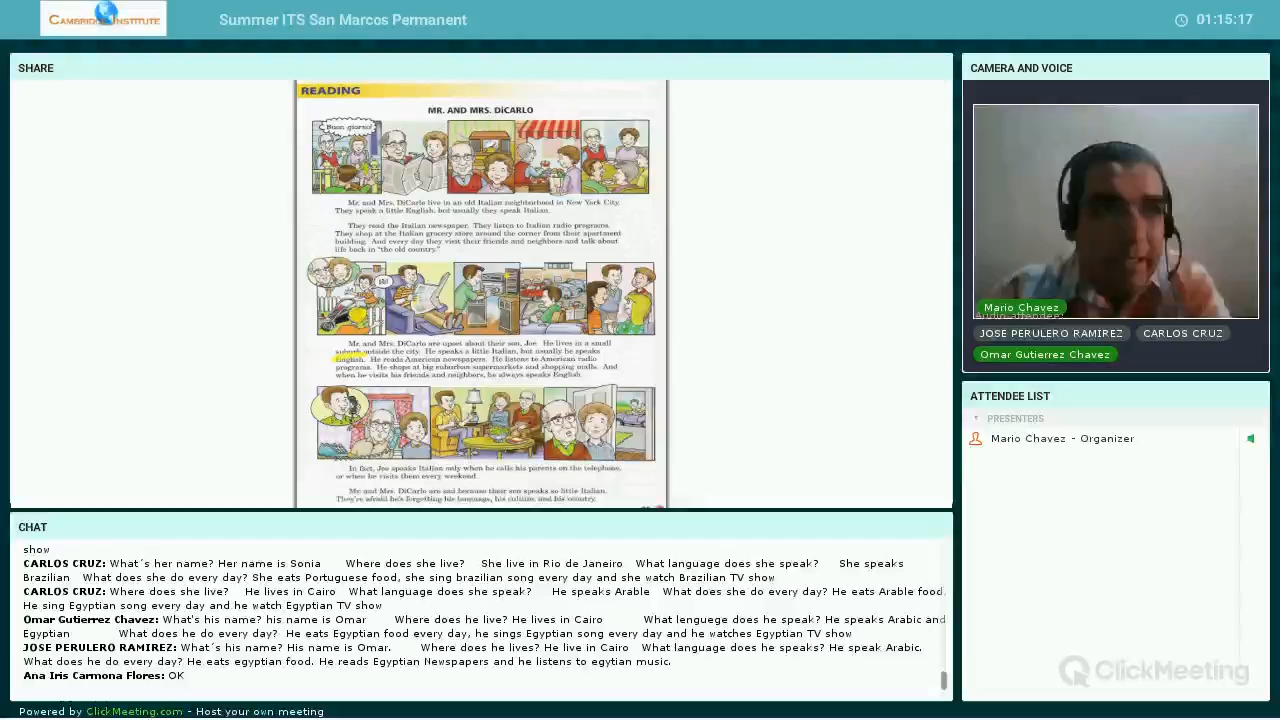 CAMBRIDGE INSTITUTE
Summer ITS San Marcos Permanent
01:15:17
SHARE
READING
MR. AND MRS. DiCARLO
Buon giorno!
Mr. and Mrs. DiCarlo live in an old Italian neighborhood in New York City.
They speak a little English, but usually they speak Italian.
They read the Italian newspaper. They listen to Italian radio programs.
They shop at the Italian grocery store around the corner from their apartment
building. And every day they visit their friends and neighbors and talk about
life back in "the old country."
Hi!
Mr. and Mrs. DiCarlo are upset about their son, Joe. He lives in a small
suburb outside the city. He speaks a little Italian, but usually he speaks
English. He reads American newspapers. He listens to American radio
programs. He shops at big suburban supermarkets and shopping malls. And
when he visits his friends and neighbors, he always speaks English.
In fact, Joe speaks Italian only when he calls his parents on the telephone,
or when he visits them every weekend.
Mr. and Mrs. DiCarlo are sad because their son speaks so little Italian.
They're afraid he's forgetting his language, his culture, and his country.
CAMERA AND VOICE
Mario Chavez
Audio attendee:
JOSE PERULERO RAMIREZ CARLOS CRUZ
Omar Gutierrez Chavez
ATTENDEE LIST
PRESENTERS
Mario Chavez - Organizer
CHAT
show
CARLOS CRUZ: What´s her name? Her name is Sonia Where does she live? She live in Rio de Janeiro What language does she speak? She speaks
Brazilian What does she do every day? She eats Portuguese food, she sing brazilian song every day and she watch Brazilian TV show
CARLOS CRUZ: Where does she live? He lives in Cairo What language does she speak? He speaks Arable What does she do every day? He eats Arable food.
He sing Egyptian song every day and he watch Egyptian TV show
Omar Gutierrez Chavez: What's his name? his name is Omar Where does he live? He lives in Cairo What lenguege does he speak? He speaks Arabic and
Egyptian What does he do every day? He eats Egyptian food every day, he sings Egyptian song every day and he watches Egyptian TV show
JOSE PERULERO RAMIREZ: What´s his name? His name is Omar. Where does he lives? He live in Cairo What language does he speaks? He speak Arabic.
What does he do every day? He eats egyptian food. He reads Egyptian Newspapers and he listens to egytian music.
Ana Iris Carmona Flores: OK
ClickMeeting
Powered by ClickMeeting.com - Host your own meeting